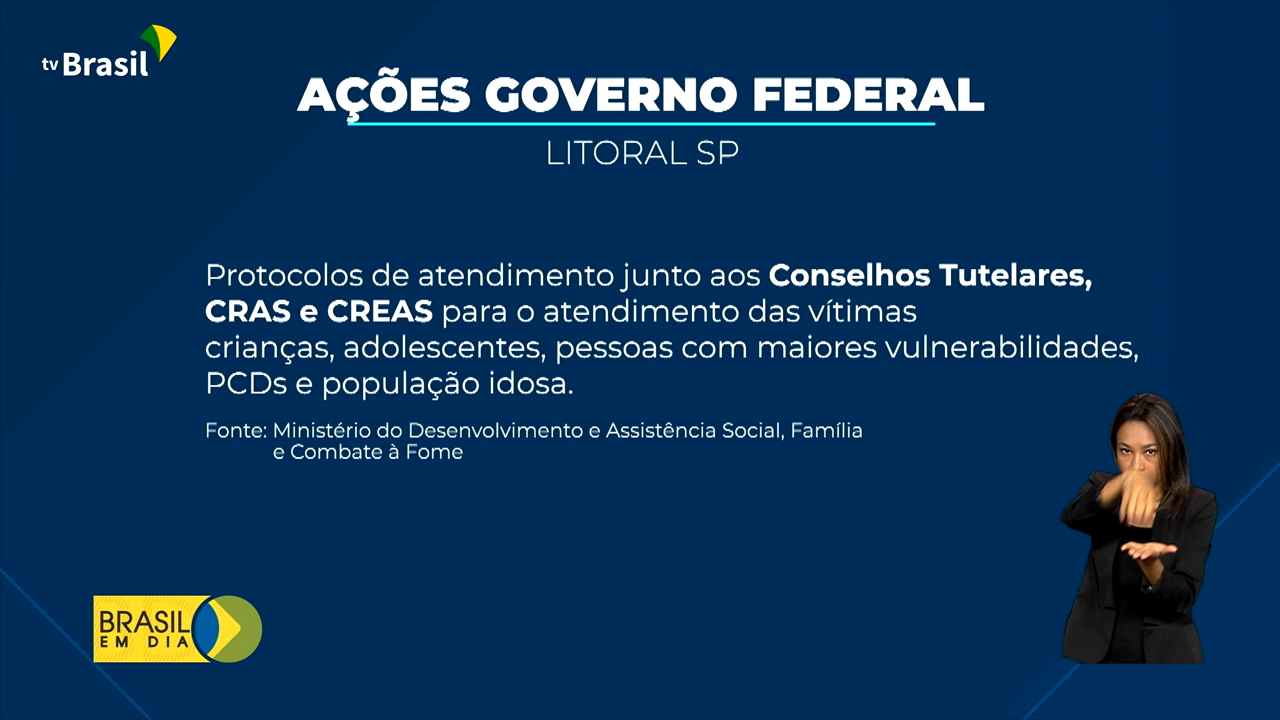 tv Brasil
AÇÕES GOVERNO FEDERAL
LITORAL SP
Protocolos de atendimento junto aos Conselhos Tutelares,
CRAS e CREAS para o atendimento das vítimas
crianças, adolescentes, pessoas com maiores vulnerabilidades,
PCDs e população idosa.
Fonte: Ministério do Desenvolvimento e Assistência Social, Família
e Combate à Fome
BRASIL
EM DIA